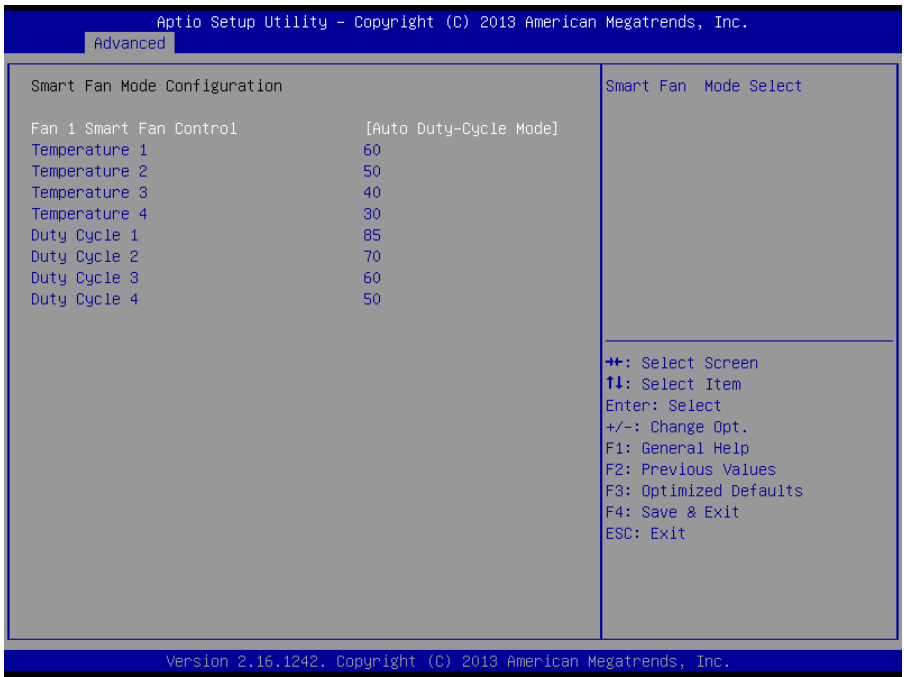 Aptio Setup Utility – Copyright (C) 2013 American Megatrends, Inc.
Advanced
Smart Fan Mode Configuration
Fan 1 Smart Fan Control [Auto Duty-Cycle Mode]
Temperature 1 60
Temperature 2 50
Temperature 3 40
Temperature 4 30
Duty Cycle 1 85
Duty Cycle 2 70
Duty Cycle 3 60
Duty Cycle 4 50
Smart Fan Mode Select
→←: Select Screen
↑↓: Select Item
Enter: Select
+/-: Change Opt.
F1: General Help
F2: Previous Values
F3: Optimized Defaults
F4: Save & Exit
ESC: Exit
Version 2.16.1242. Copyright (C) 2013 American Megatrends, Inc.